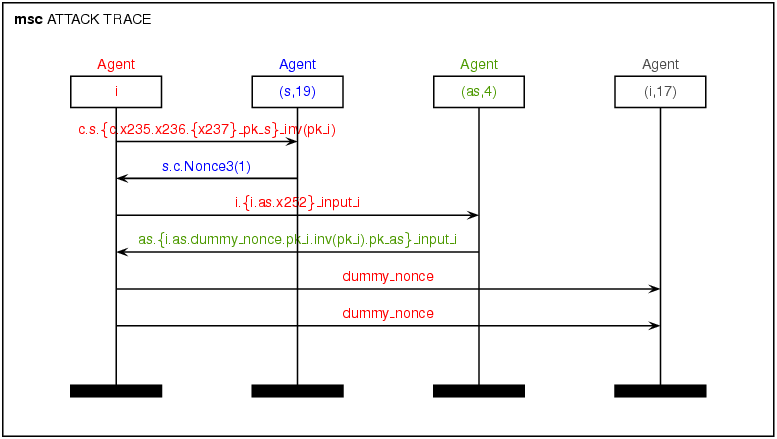 msc ATTACK TRACE
Agent Agent Agent Agent
i (s,19) (as,4) (i,17)
c.s.{c.x235.x236.{x237}_pk_s}_inv(pk_i)
s.c.Nonce3(1)
i.{i.as.x252}_input_i
as.{i.as.dummy_nonce.pk_i.inv(pk_i).pk_as}_input_i
dummy_nonce
dummy_nonce